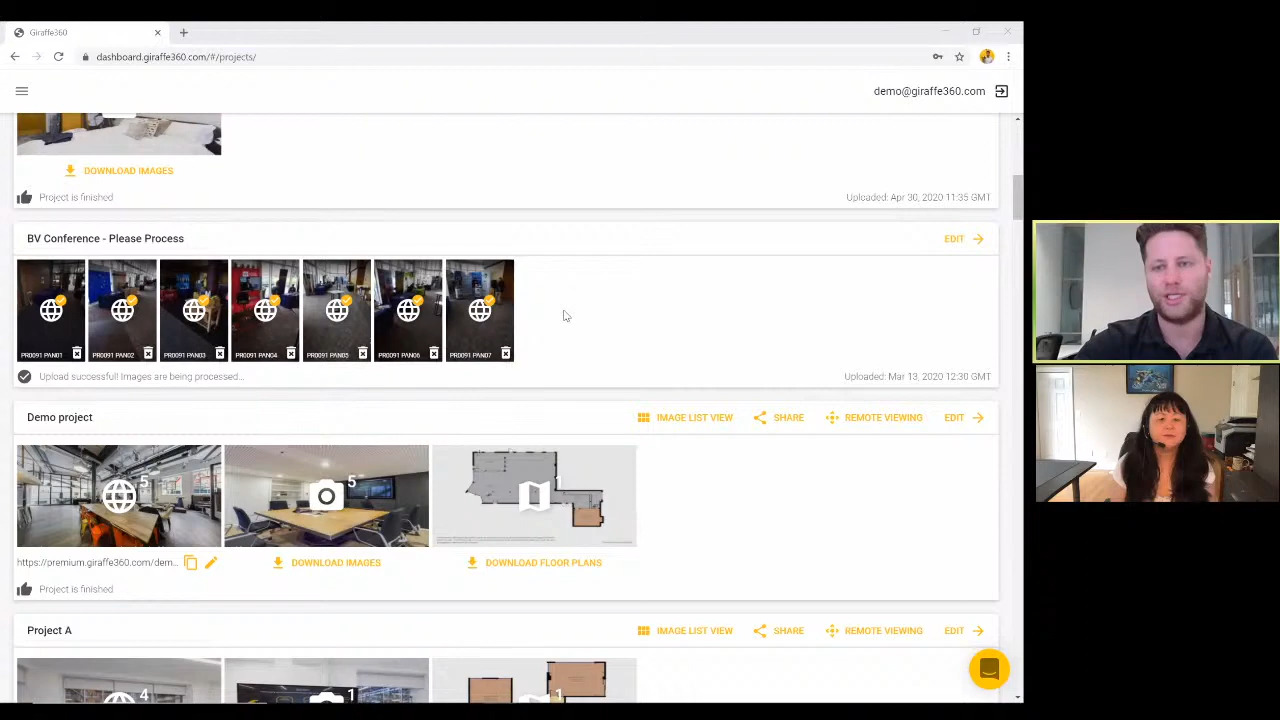 Giraffe360
dashboard.giraffe360.com/#/projects/
demo@giraffe360.com
DOWNLOAD IMAGES
Project is finished
Uploaded: Apr 30, 2020 11:35 GMT
BV Conference - Please Process
EDIT
PR0091 PAN01
PR0091 PAN02
PR0091 PAN03
PR0091 PAN04
PR0091 PAN05
PR0091 PAN06
PR0091 PAN07
Upload successful! Images are being processed...
Uploaded: Mar 13, 2020 12:30 GMT
Demo project
IMAGE LIST VIEW
SHARE
REMOTE VIEWING
EDIT
5
5
1
https://premium.giraffe360.com/dem...
DOWNLOAD IMAGES
DOWNLOAD FLOOR PLANS
Project is finished
Project A
IMAGE LIST VIEW
SHARE
REMOTE VIEWING
EDIT
4
1
1